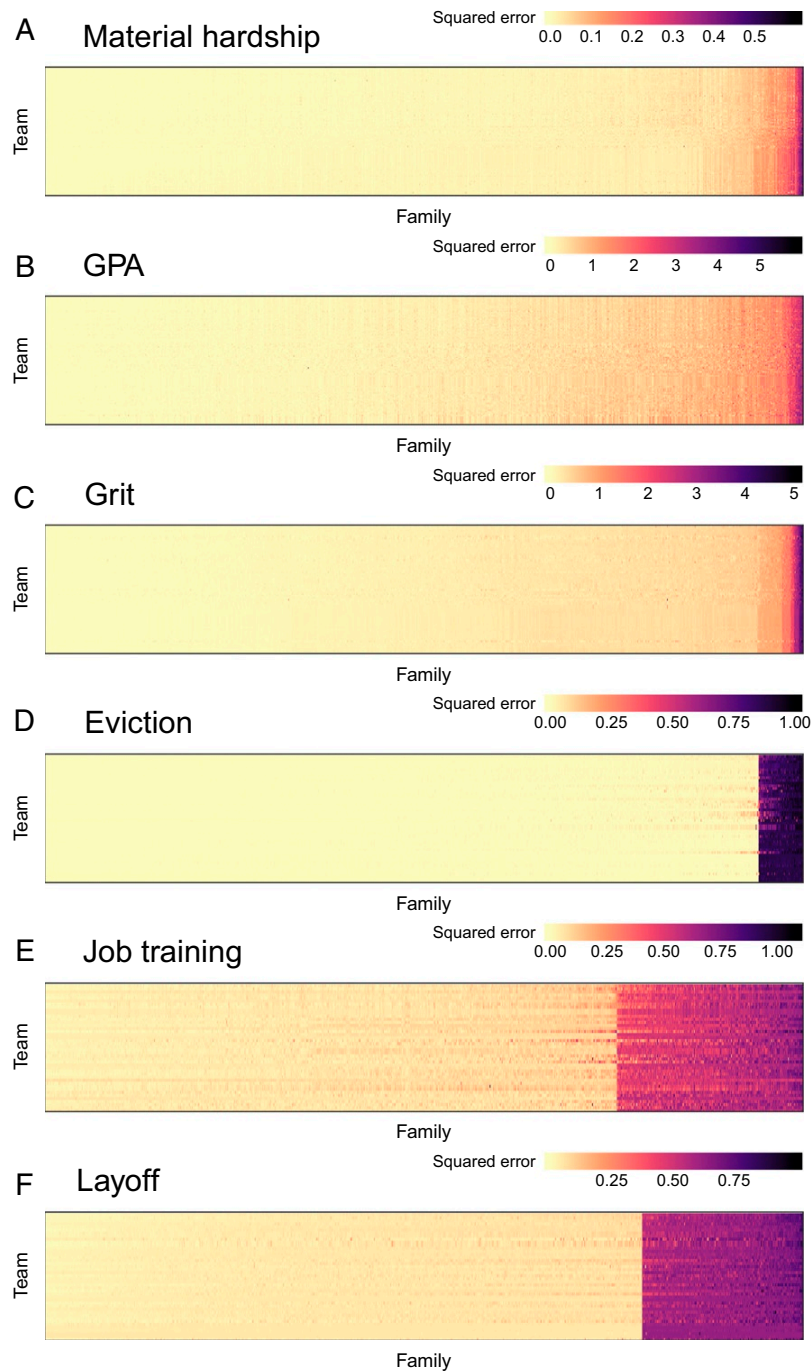 A Material hardship
Squared error
0.0 0.1 0.2 0.3 0.4 0.5
Team
Family
B GPA
Squared error
0 1 2 3 4 5
Team
Family
C Grit
Squared error
0 1 2 3 4 5
Team
Family
D Eviction
Squared error
0.00 0.25 0.50 0.75 1.00
Team
Family
E Job training
Squared error
0.00 0.25 0.50 0.75 1.00
Team
Family
F Layoff
Squared error
0.25 0.50 0.75
Team
Family